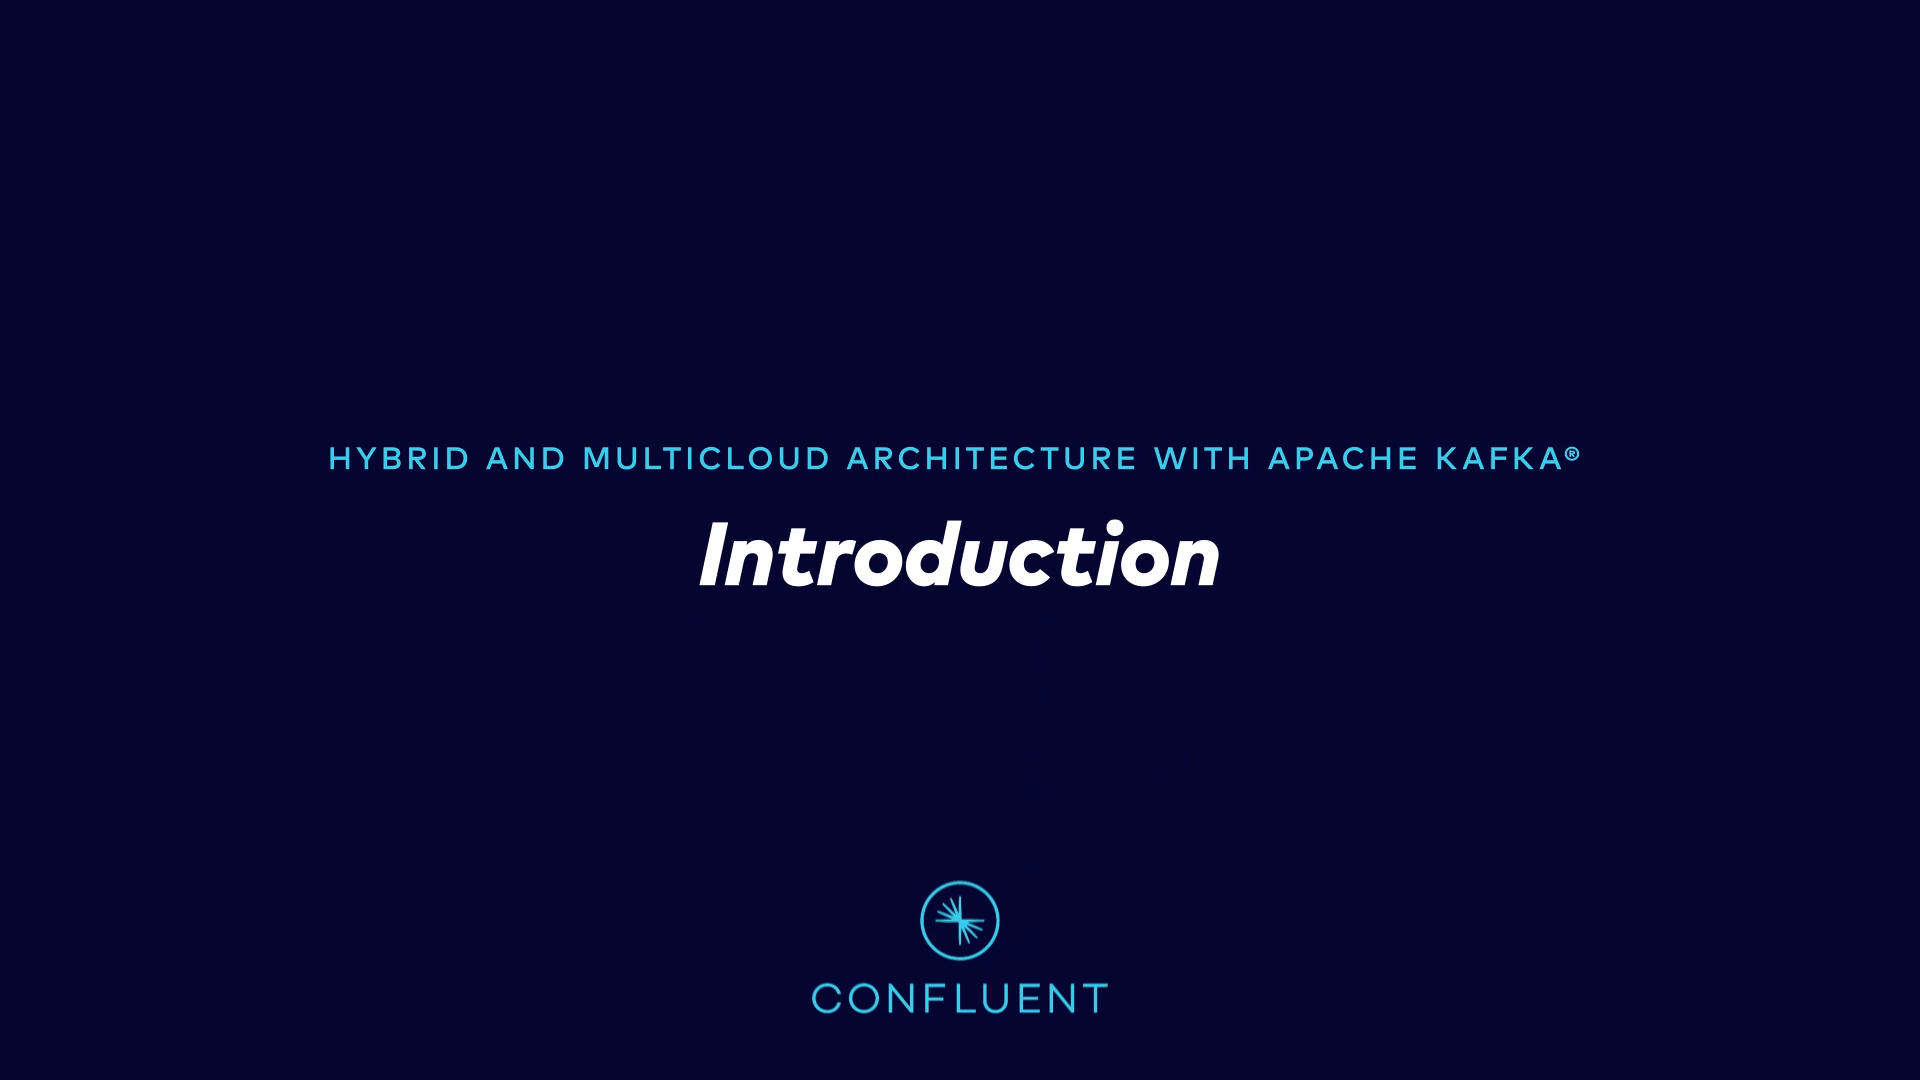 HYBRID AND MULTICLOUD ARCHITECTURE WITH APACHE KAFKA®
Introduction
CONFLUENT